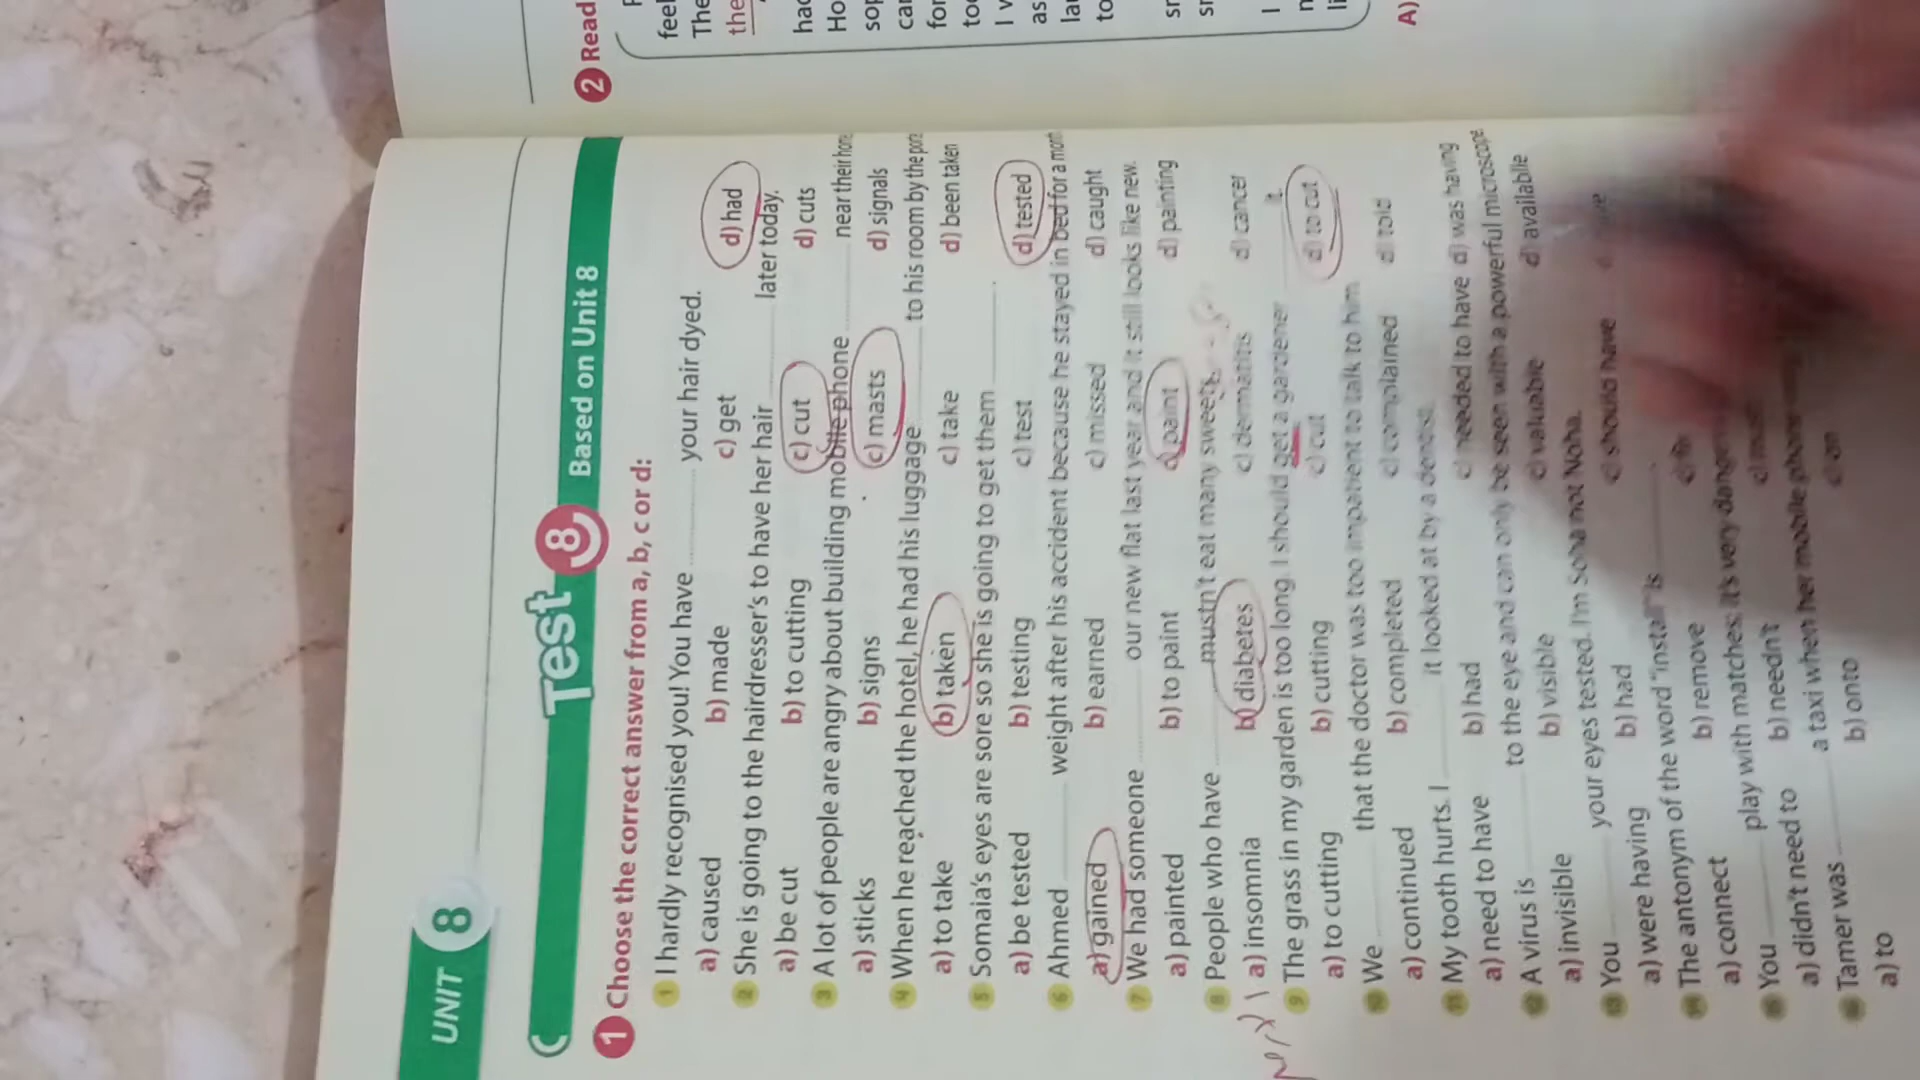 UNIT 8
Test 8 Based on Unit 8
1 Choose the correct answer from a, b, c or d:
1 I hardly recognised you! You have ............ your hair dyed.
a) caused b) made c) get d) had
2 She is going to the hairdresser's to have her hair ............ later today.
a) be cut b) to cutting c) cut d) cuts
3 A lot of people are angry about building mobile phone ............ near their
a) sticks b) signs c) masts d) signals
4 When he reached the hotel, he had his luggage ............ to his room by the
a) to take b) taken c) take d) been taken
5 Somaia's eyes are sore so she is going to get them ............ .
a) be tested b) testing c) test d) tested
6 Ahmed ............ weight after his accident because he stayed in bed for a
a) gained b) earned c) missed d) caught
7 We had someone ............ our new flat last year and it still looks like new.
a) painted b) to paint c) paint d) painting
8 People who have ............ mustn't eat many sweets.
a) insomnia b) diabetes c) dermatitis d) cancer
9 The grass in my garden is too long. I should get a gardener ............ it.
a) to cutting b) cutting c) cut d) to cut
10 We ............ that the doctor was too impatient to talk to him
a) continued b) completed c) complained d) told
11 My tooth hurts. I ............ it looked at by a dentist.
a) need to have b) had c) needed to have d) was having
12 A virus is ............ to the eye and can only be seen with a powerful microscope
a) invisible b) visible c) valuable d) available
13 You ............ your eyes tested. I'm Soha not Noha.
a) were having b) had c) should have
14 The antonym of the word "install" is ............ .
a) connect b) remove
15 You ............ play with matches; it's very
a) didn't need to b) needn't
16 Tamer was ............ a taxi when her mobile phone
a) to b) onto c) on
2 Read
feel
The
the
I
as
to
I
A)